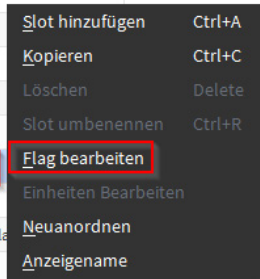 Slot hinzufügen Ctrl+A
Kopieren Ctrl+C
Löschen Delete
Slot umbenennen Ctrl+R
Flag bearbeiten
Einheiten Bearbeiten
Neuanordnen
Anzeigename